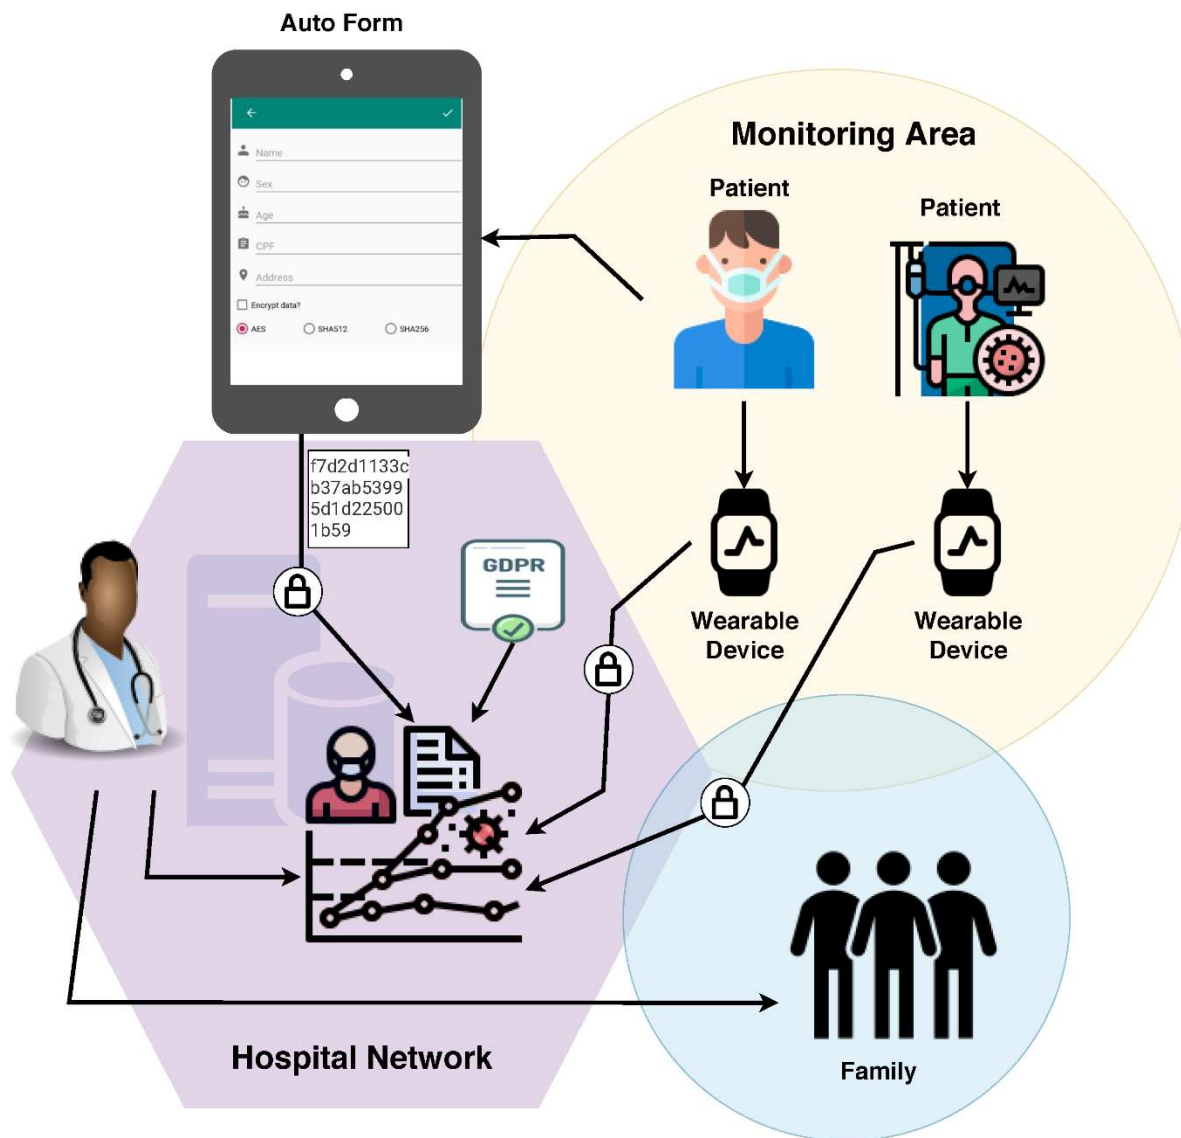 Auto Form
Name
Sex
Age
CPF
Address
Encrypt data?
AES SHA512 SHA256
Monitoring Area
Patient
Patient
f7d2d1133c
b37ab5399
5d1d22500
1b59
GDPR
Wearable
Device
Wearable
Device
Hospital Network
Family